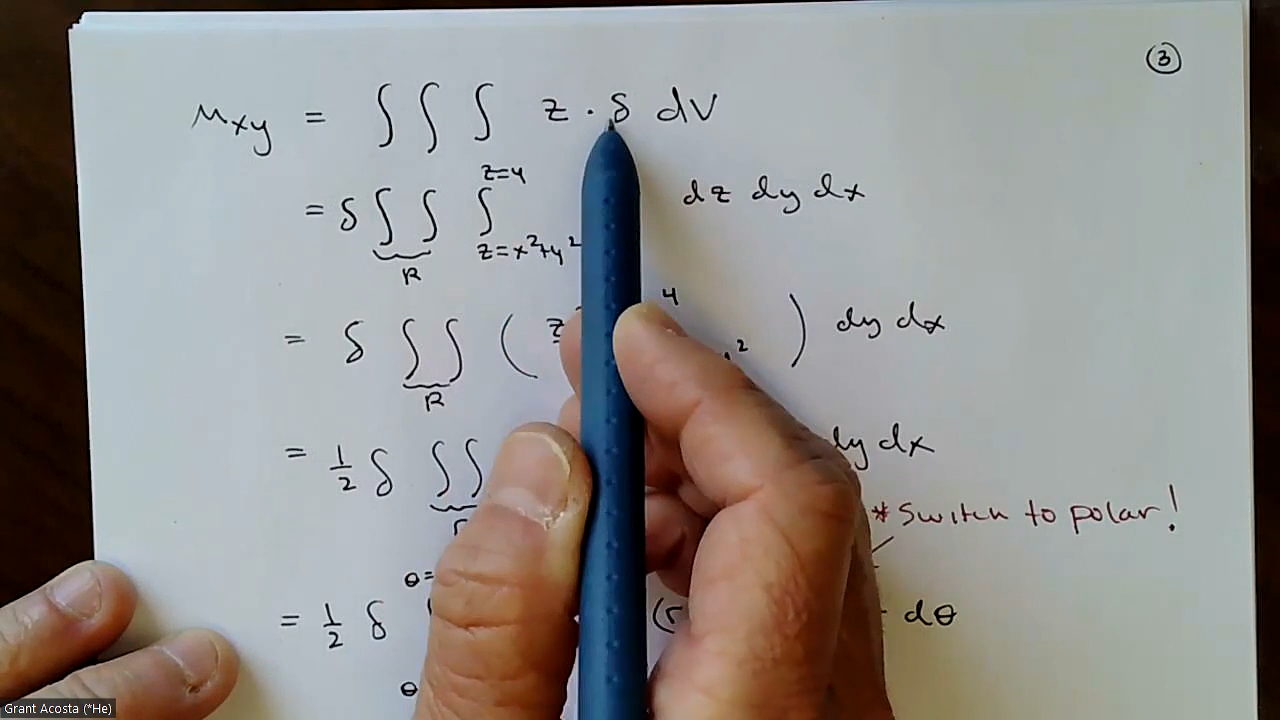 ③
Mxy = ∫∫∫ z · δ dV
= δ ∫∫ ∫ dz dy dx
z=4
z=x²+y²
R
= δ ∫∫ ( z 4 ² ) dy dx
R
= 1/2 δ ∫∫ dy dx
* Switch to polar!
θ=
= 1/2 δ (r dθ
θ
Grant Acosta (*He)